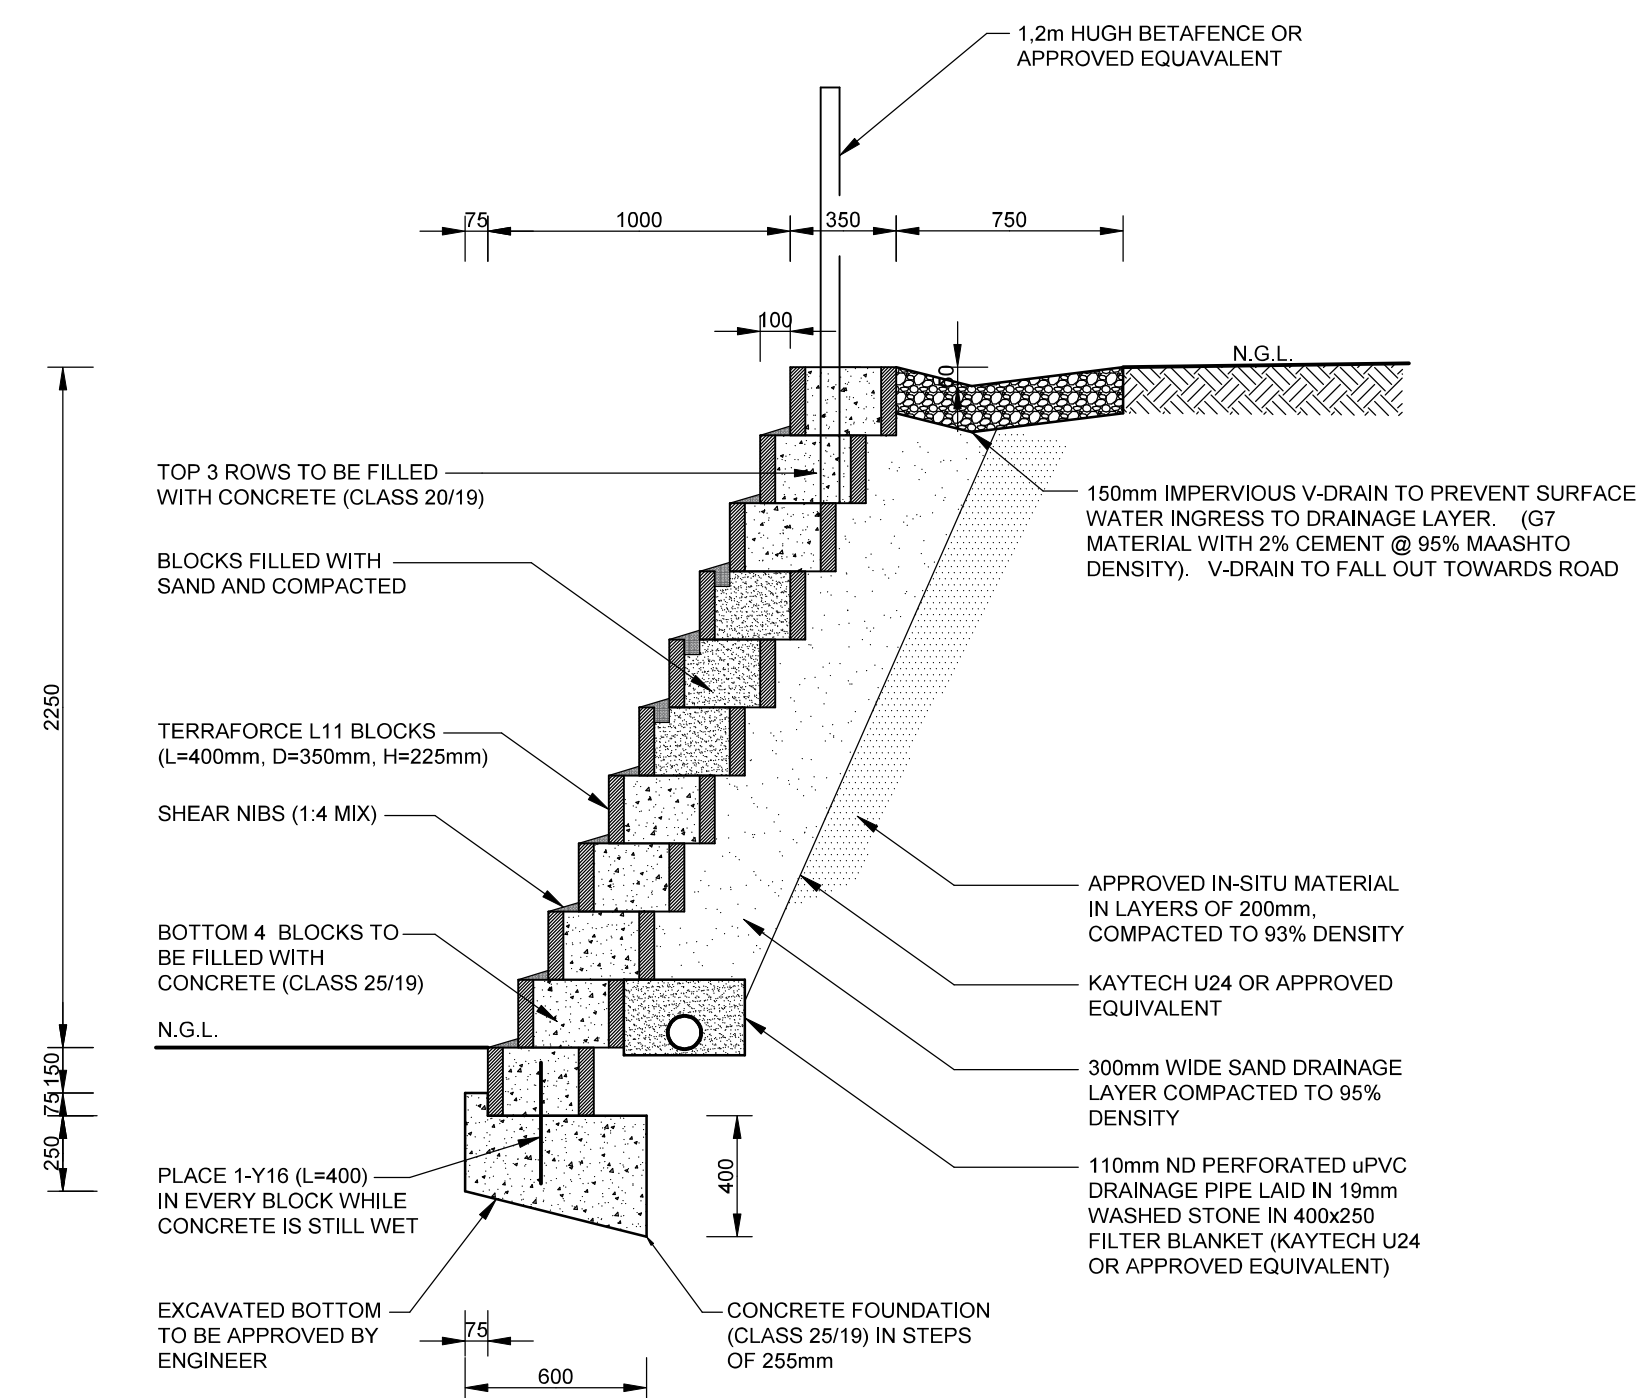 1,2m HUGH BETAFENCE OR
APPROVED EQUAVALENT
75
1000
350
750
100
50
N.G.L.
TOP 3 ROWS TO BE FILLED
WITH CONCRETE (CLASS 20/19)
150mm IMPERVIOUS V-DRAIN TO PREVENT SURFACE
WATER INGRESS TO DRAINAGE LAYER. (G7
MATERIAL WITH 2% CEMENT @ 95% MAASHTO
DENSITY). V-DRAIN TO FALL OUT TOWARDS ROAD
BLOCKS FILLED WITH
SAND AND COMPACTED
2250
TERRAFORCE L11 BLOCKS
(L=400mm, D=350mm, H=225mm)
SHEAR NIBS (1:4 MIX)
APPROVED IN-SITU MATERIAL
IN LAYERS OF 200mm,
COMPACTED TO 93% DENSITY
BOTTOM 4 BLOCKS TO
BE FILLED WITH
CONCRETE (CLASS 25/19)
KAYTECH U24 OR APPROVED
EQUIVALENT
N.G.L.
150
75
250
300mm WIDE SAND DRAINAGE
LAYER COMPACTED TO 95%
DENSITY
400
PLACE 1-Y16 (L=400)
IN EVERY BLOCK WHILE
CONCRETE IS STILL WET
110mm ND PERFORATED uPVC
DRAINAGE PIPE LAID IN 19mm
WASHED STONE IN 400x250
FILTER BLANKET (KAYTECH U24
OR APPROVED EQUIVALENT)
EXCAVATED BOTTOM
TO BE APPROVED BY
ENGINEER
75
600
CONCRETE FOUNDATION
(CLASS 25/19) IN STEPS
OF 255mm